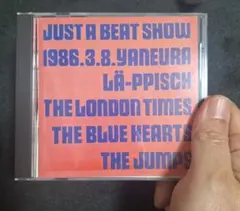 JUST A BEAT SHOW
1986.3.8.YANEURA
LÄ-PPISCH
THE LONDON TIMES
THE BLUE HEARTS
THE JUMPS